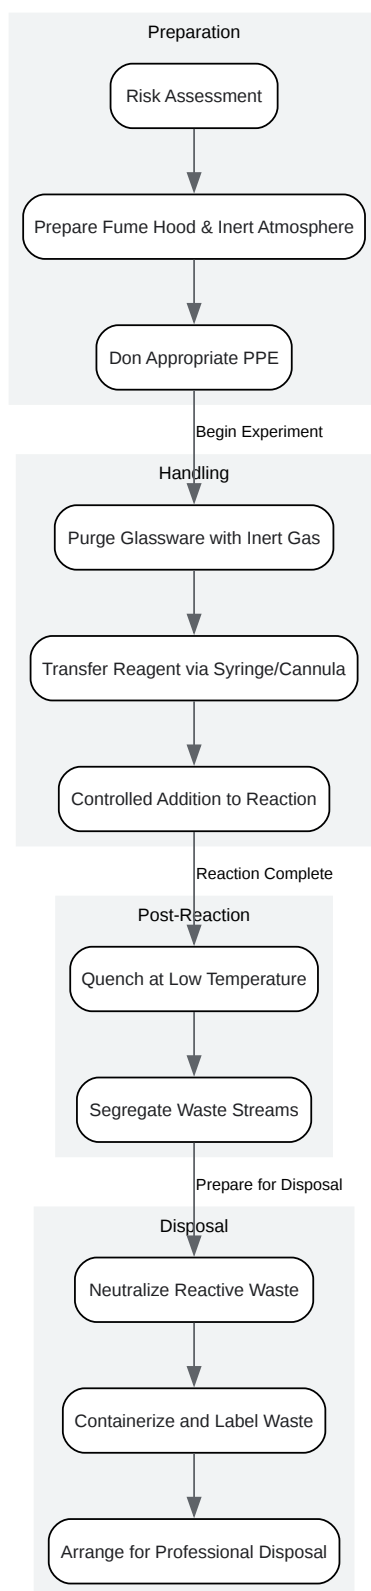 Preparation
Risk Assessment
Prepare Fume Hood & Inert Atmosphere
Don Appropriate PPE
Begin Experiment
Handling
Purge Glassware with Inert Gas
Transfer Reagent via Syringe/Cannula
Controlled Addition to Reaction
Reaction Complete
Post-Reaction
Quench at Low Temperature
Segregate Waste Streams
Prepare for Disposal
Disposal
Neutralize Reactive Waste
Containerize and Label Waste
Arrange for Professional Disposal